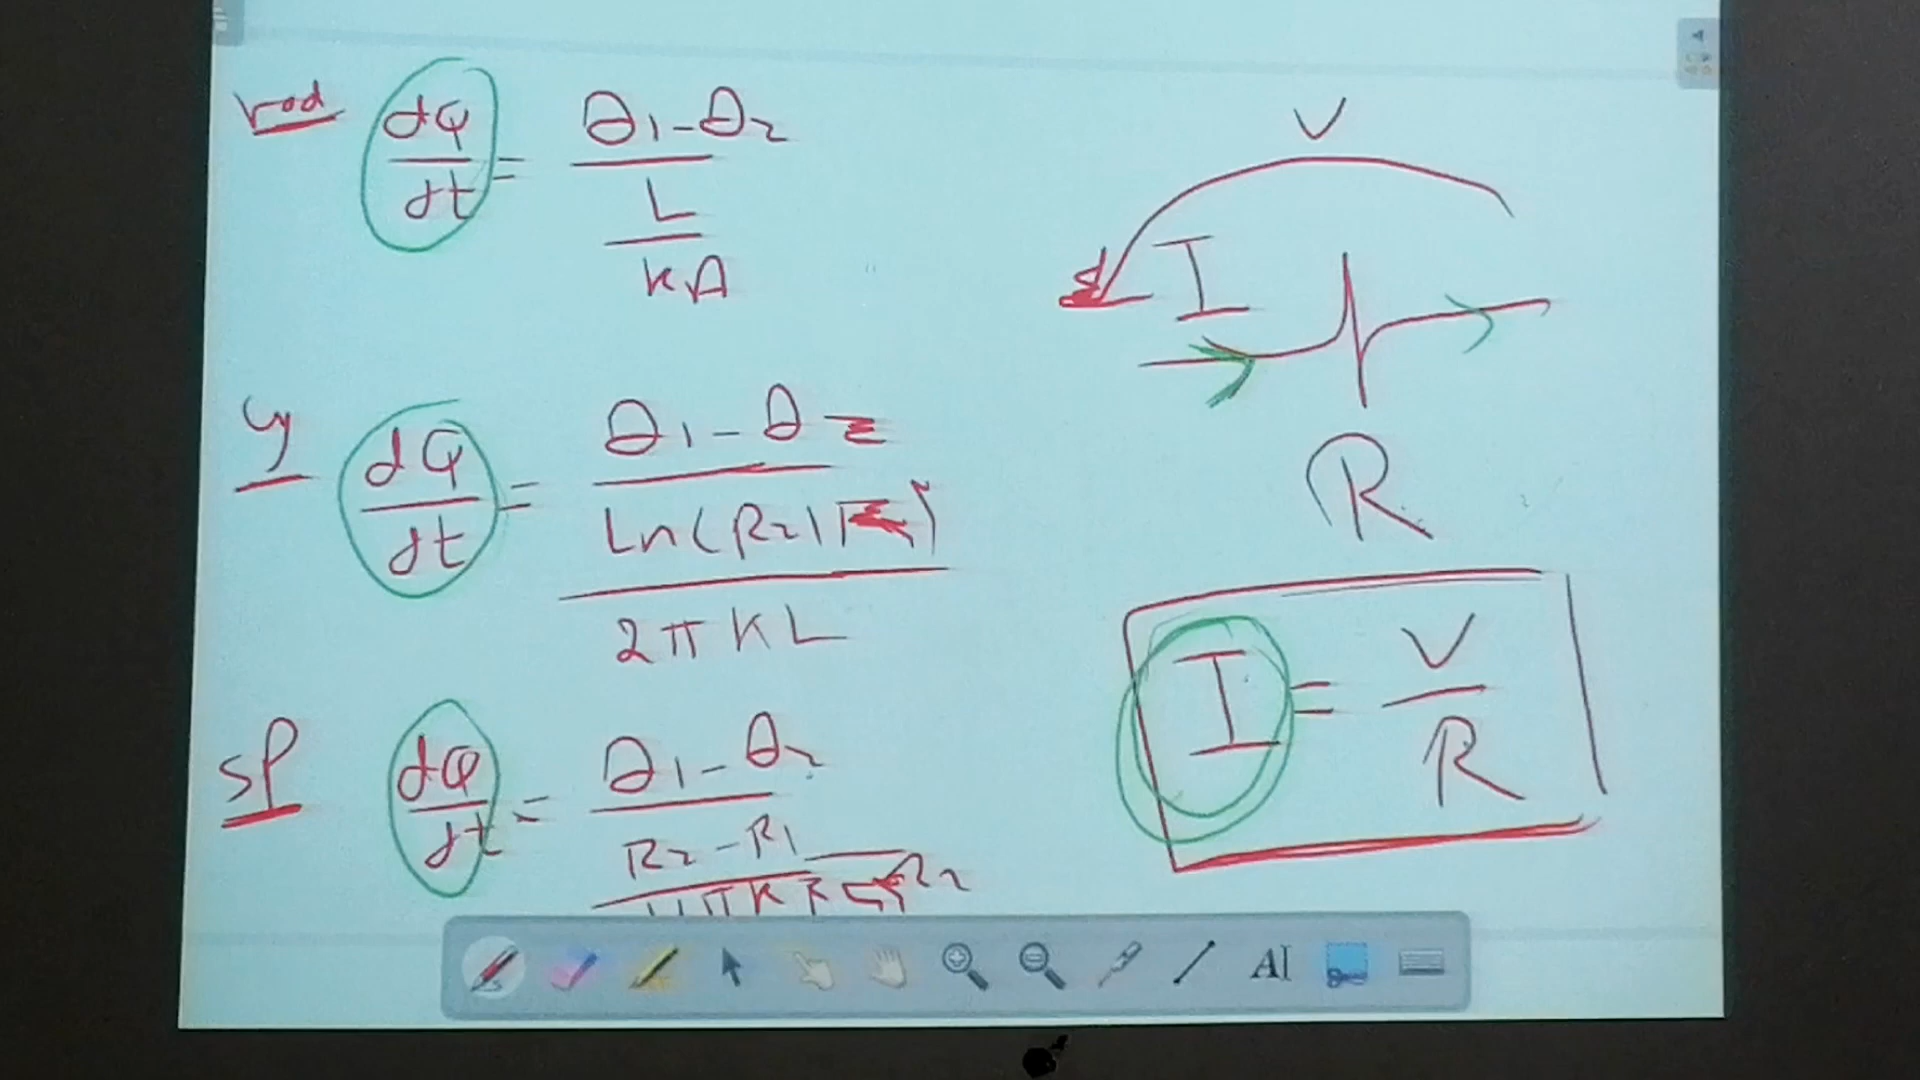 rod dQ/dt = θ1-θ2
L
KA
cy dQ/dt = θ1-θ2
Ln(R2|R1)
2πKL
SP dQ/dt = θ1-θ2
R2-R1
4πKR1R2
V
I
R
I = V/R
AI